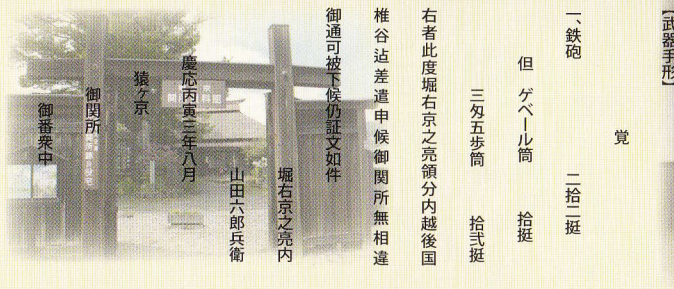 【武器手形】
覚
一、鉄砲 二拾二挺
但 ゲベール筒 拾挺
三匁五歩筒 拾弐挺
右者此度堀右京之亮領分内越後国
椎谷迠差遣申候御関所無相違
御通可被下候仍証文如件
堀右京之亮内
山田六郎兵衛
慶応丙寅二年八月
猿ヶ京
御関所
御番衆中